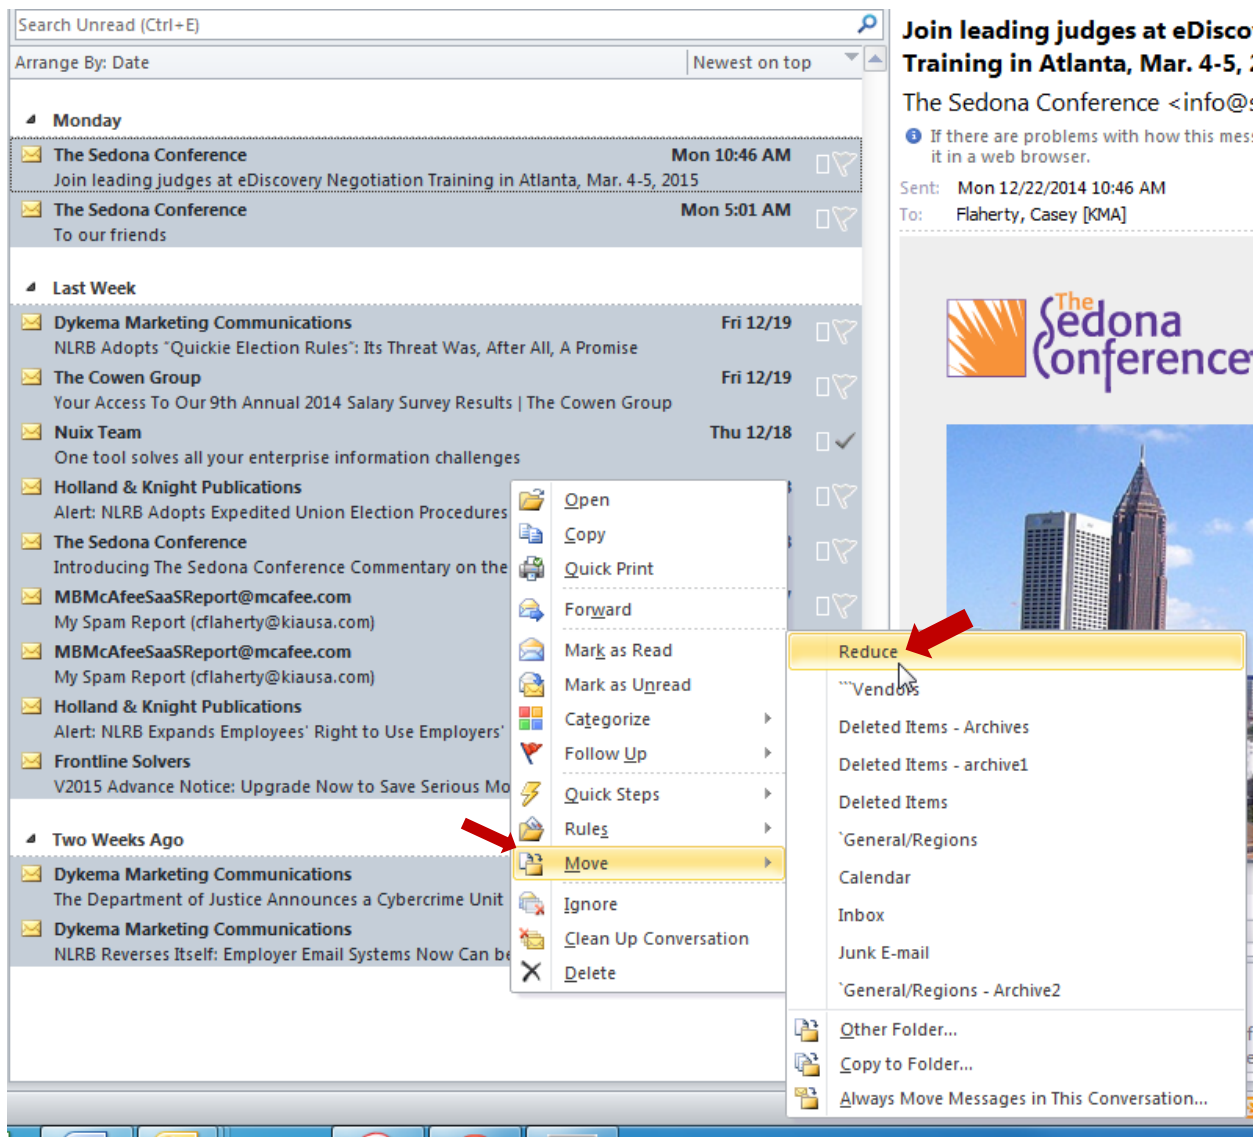 Search Unread (Ctrl+E)
Arrange By: Date
Newest on top
Monday
The Sedona Conference
Mon 10:46 AM
Join leading judges at eDiscovery Negotiation Training in Atlanta, Mar. 4-5, 2015
The Sedona Conference
Mon 5:01 AM
To our friends
Last Week
Dykema Marketing Communications
Fri 12/19
NLRB Adopts "Quickie Election Rules": Its Threat Was, After All, A Promise
The Cowen Group
Fri 12/19
Your Access To Our 9th Annual 2014 Salary Survey Results | The Cowen Group
Nuix Team
Thu 12/18
One tool solves all your enterprise information challenges
Holland & Knight Publications
Alert: NLRB Adopts Expedited Union Election Procedures
The Sedona Conference
Introducing The Sedona Conference Commentary on the
MBMcAfeeSaaSReport@mcafee.com
My Spam Report (cflaherty@kiausa.com)
MBMcAfeeSaaSReport@mcafee.com
My Spam Report (cflaherty@kiausa.com)
Holland & Knight Publications
Alert: NLRB Expands Employees' Right to Use Employers'
Frontline Solvers
V2015 Advance Notice: Upgrade Now to Save Serious Mo
Two Weeks Ago
Dykema Marketing Communications
The Department of Justice Announces a Cybercrime Unit
Dykema Marketing Communications
NLRB Reverses Itself: Employer Email Systems Now Can be
Open
Copy
Quick Print
Forward
Mark as Read
Mark as Unread
Categorize
Follow Up
Quick Steps
Rules
Move
Ignore
Clean Up Conversation
Delete
Reduce
```Vendors
Deleted Items - Archives
Deleted Items - archive1
Deleted Items
`General/Regions
Calendar
Inbox
Junk E-mail
`General/Regions - Archive2
Other Folder...
Copy to Folder...
Always Move Messages in This Conversation...
Join leading judges at eDisco
Training in Atlanta, Mar. 4-5,
The Sedona Conference <info@s
If there are problems with how this mes
it in a web browser.
Sent: Mon 12/22/2014 10:46 AM
To: Flaherty, Casey [KMA]
The
Sedona
Conference